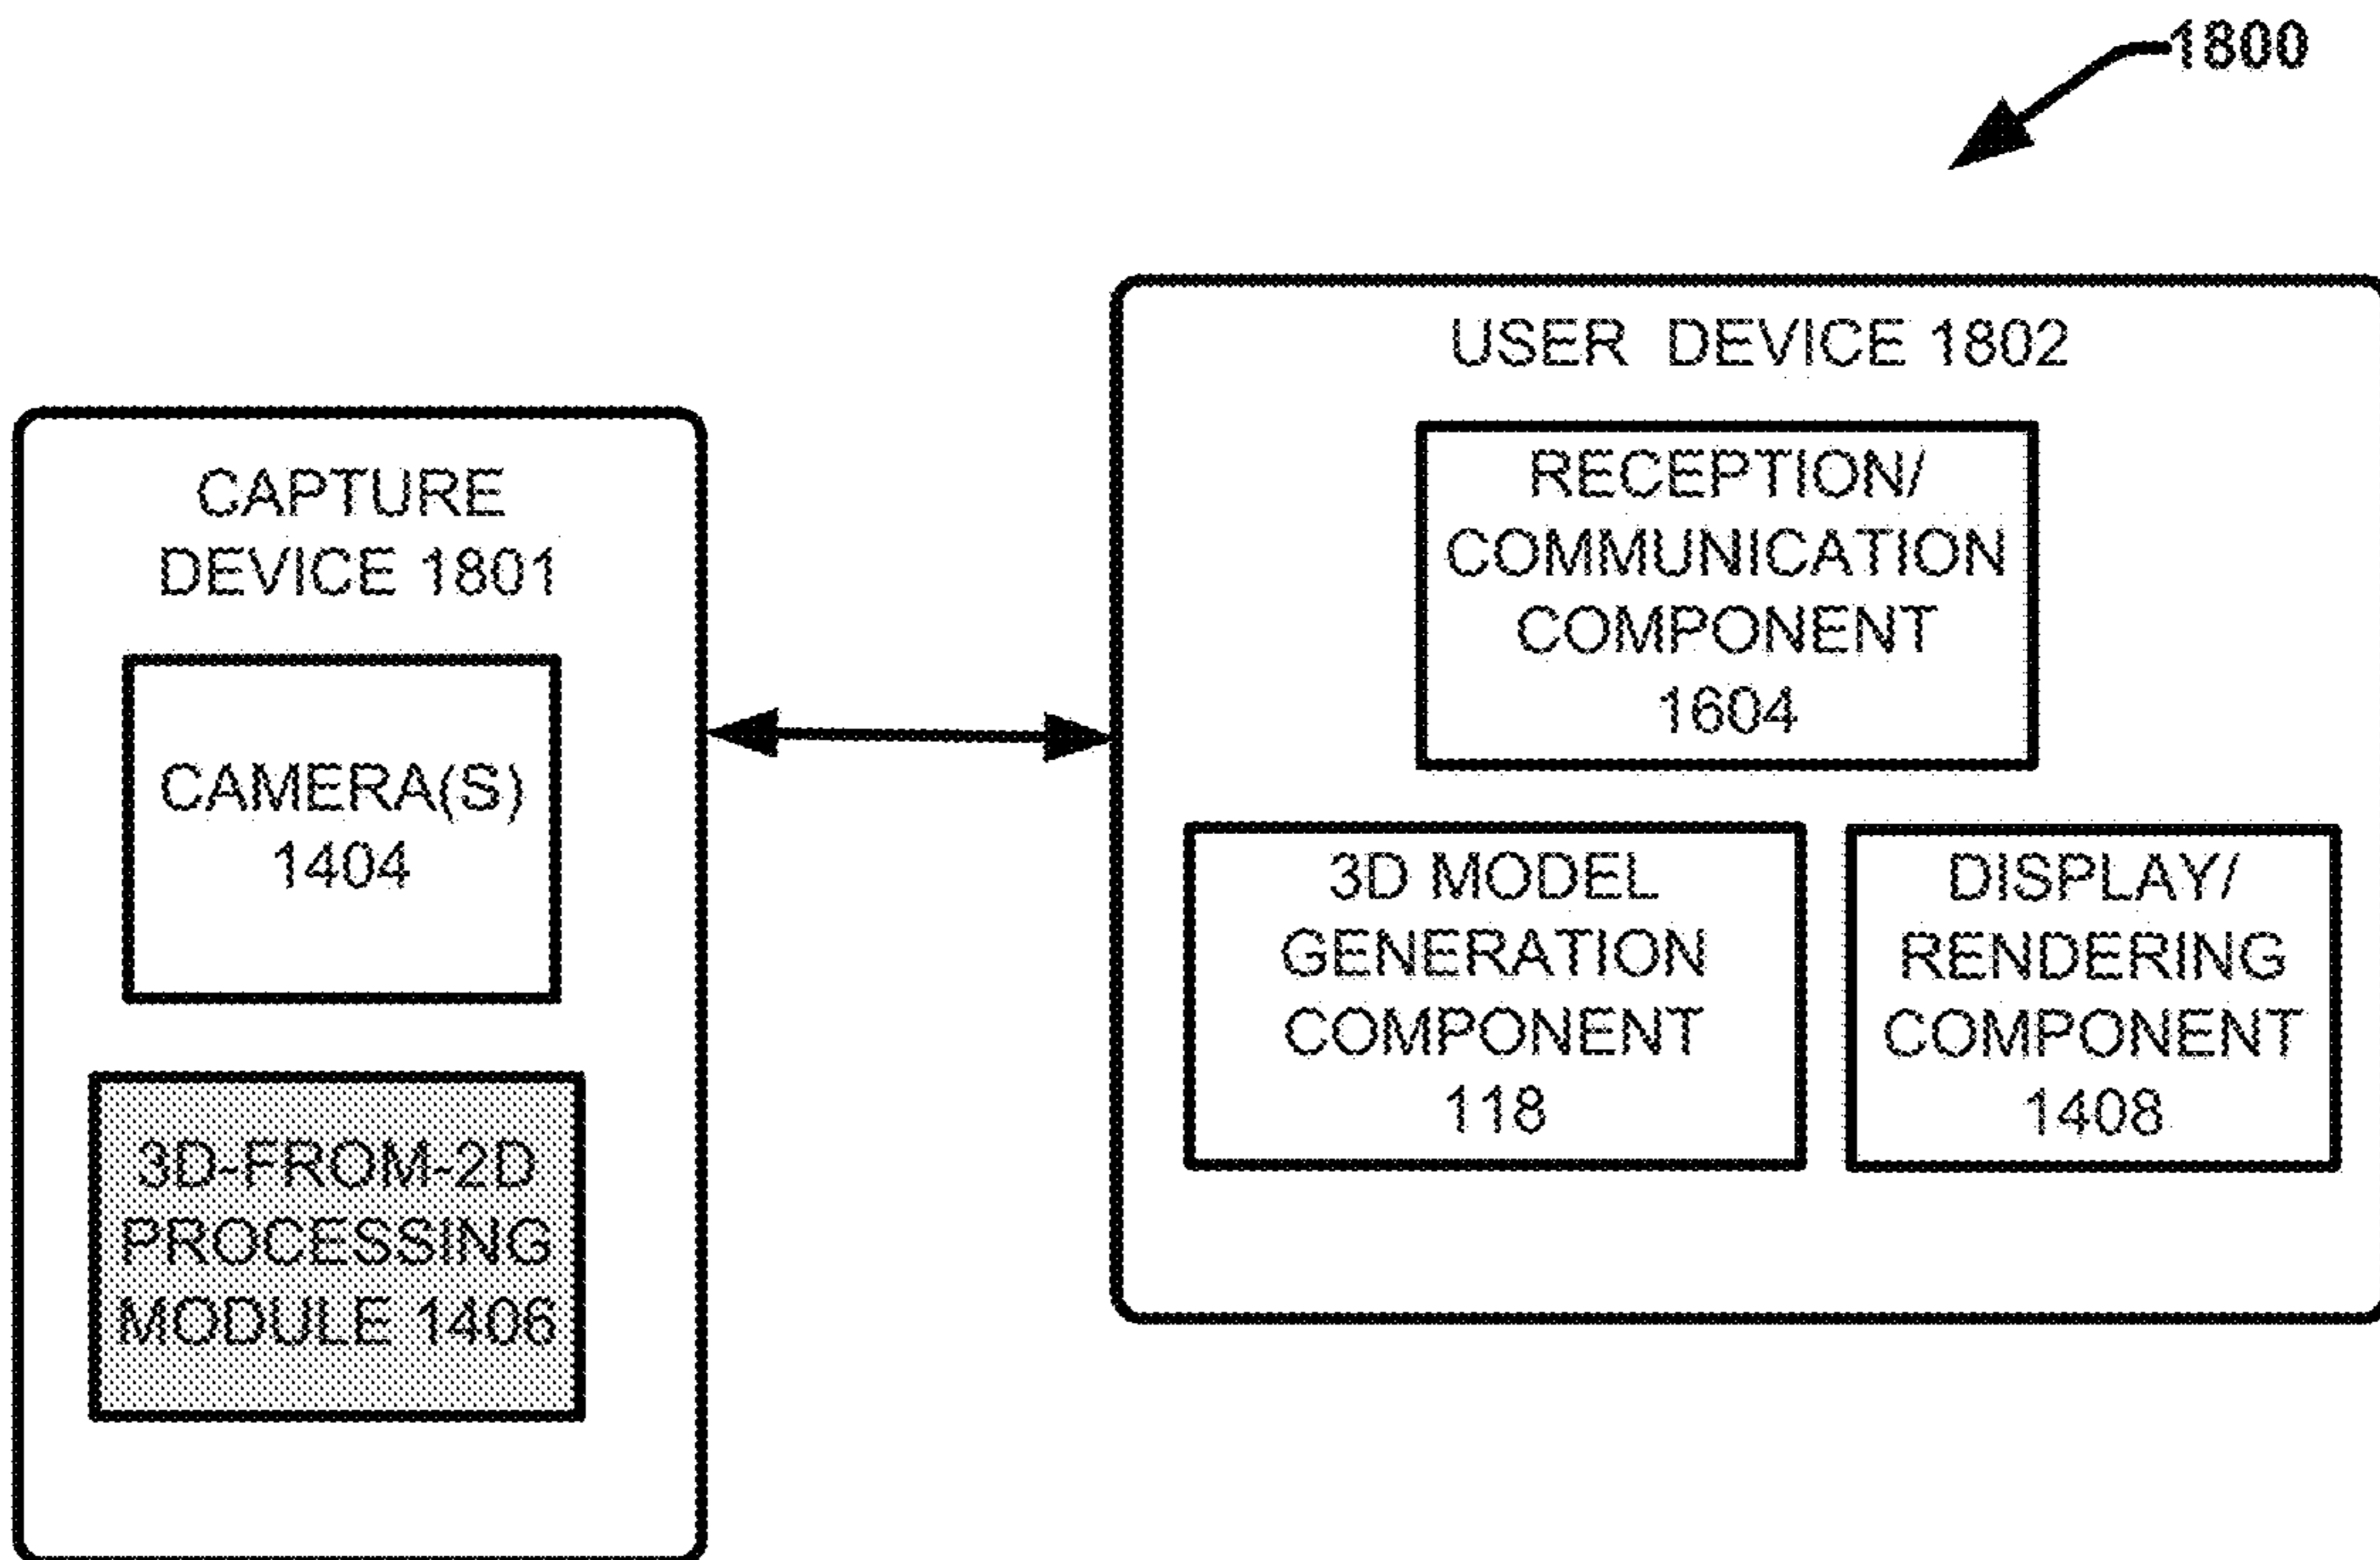 1800
CAPTURE
DEVICE 1801
CAMERA(S)
1404
3D-FROM-2D
PROCESSING
MODULE 1406
USER DEVICE 1802
RECEPTION/
COMMUNICATION
COMPONENT
1604
3D MODEL
GENERATION
COMPONENT
118
DISPLAY/
RENDERING
COMPONENT
1408